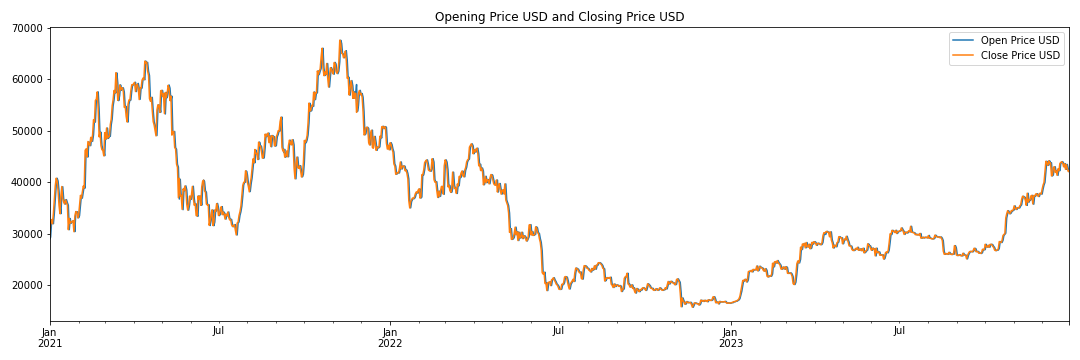 Opening Price USD and Closing Price USD
70000
60000
50000
40000
30000
20000
Open Price USD
Close Price USD
Jan
2021
Jul
Jan
2022
Jul
Jan
2023
Jul